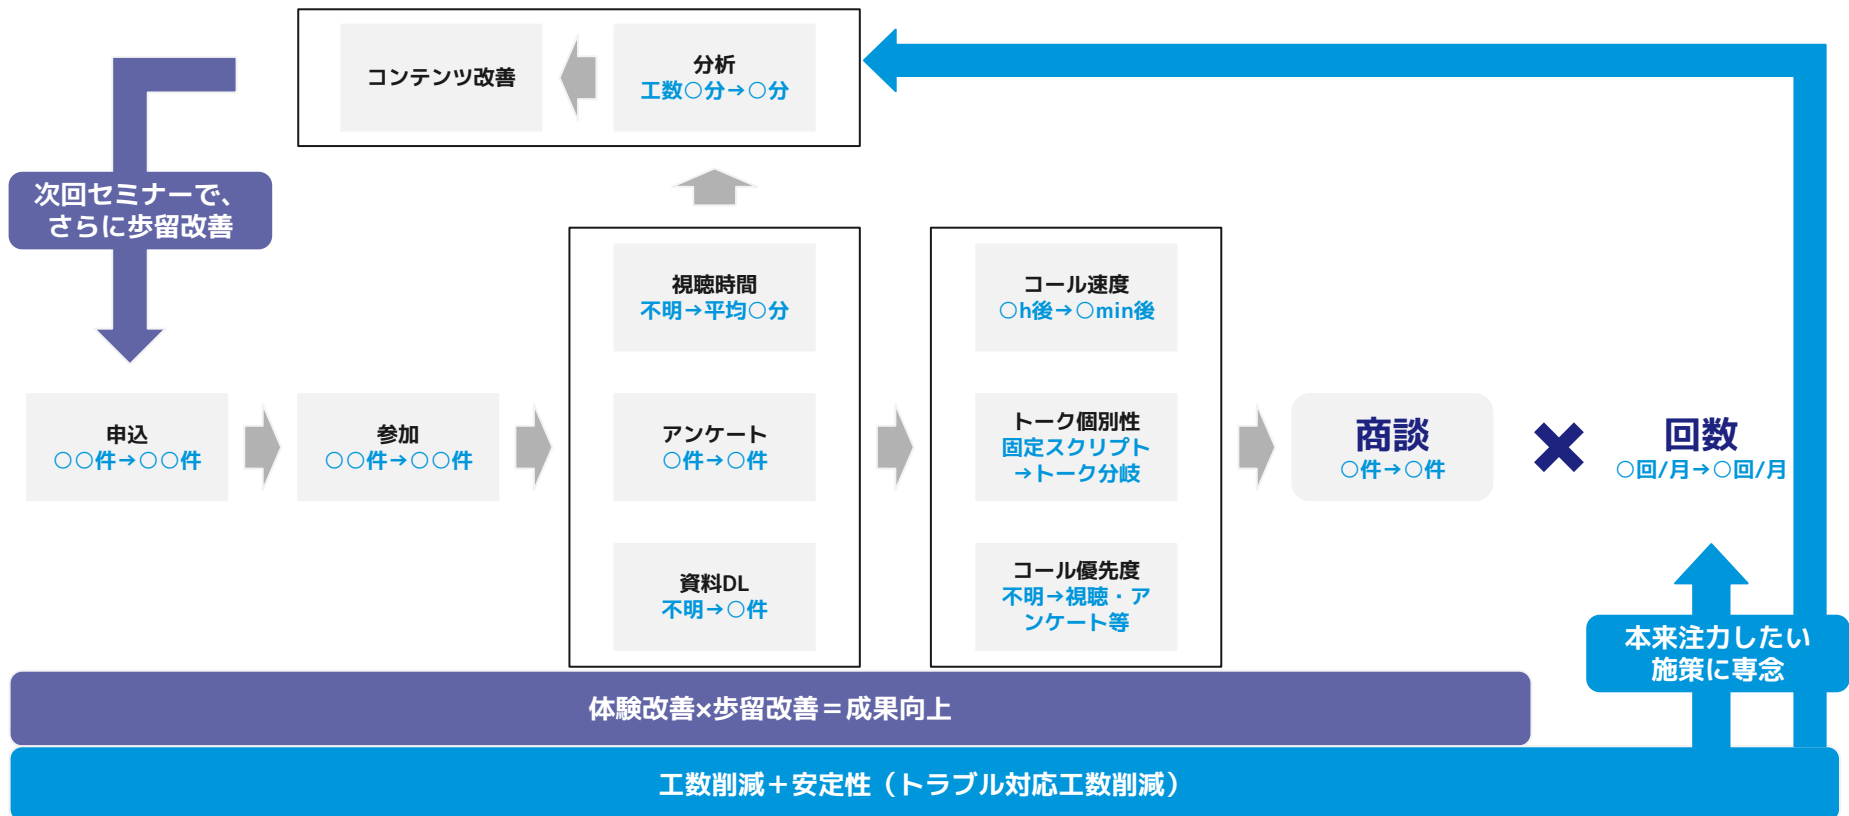 コンテンツ改善
分析
工数○分→○分
次回セミナーで、
さらに歩留改善
視聴時間
不明→平均○分
コール速度
○h後→○min後
申込
○○件→○○件
参加
○○件→○○件
アンケート
○件→○件
トーク個別性
固定スクリプト
→トーク分岐
商談
○件→○件
✖
回数
○回/月→○回/月
資料DL
不明→○件
コール優先度
不明→視聴・ア
ンケート等
本来注力したい
施策に専念
体験改善×歩留改善＝成果向上
工数削減＋安定性（トラブル対応工数削減）